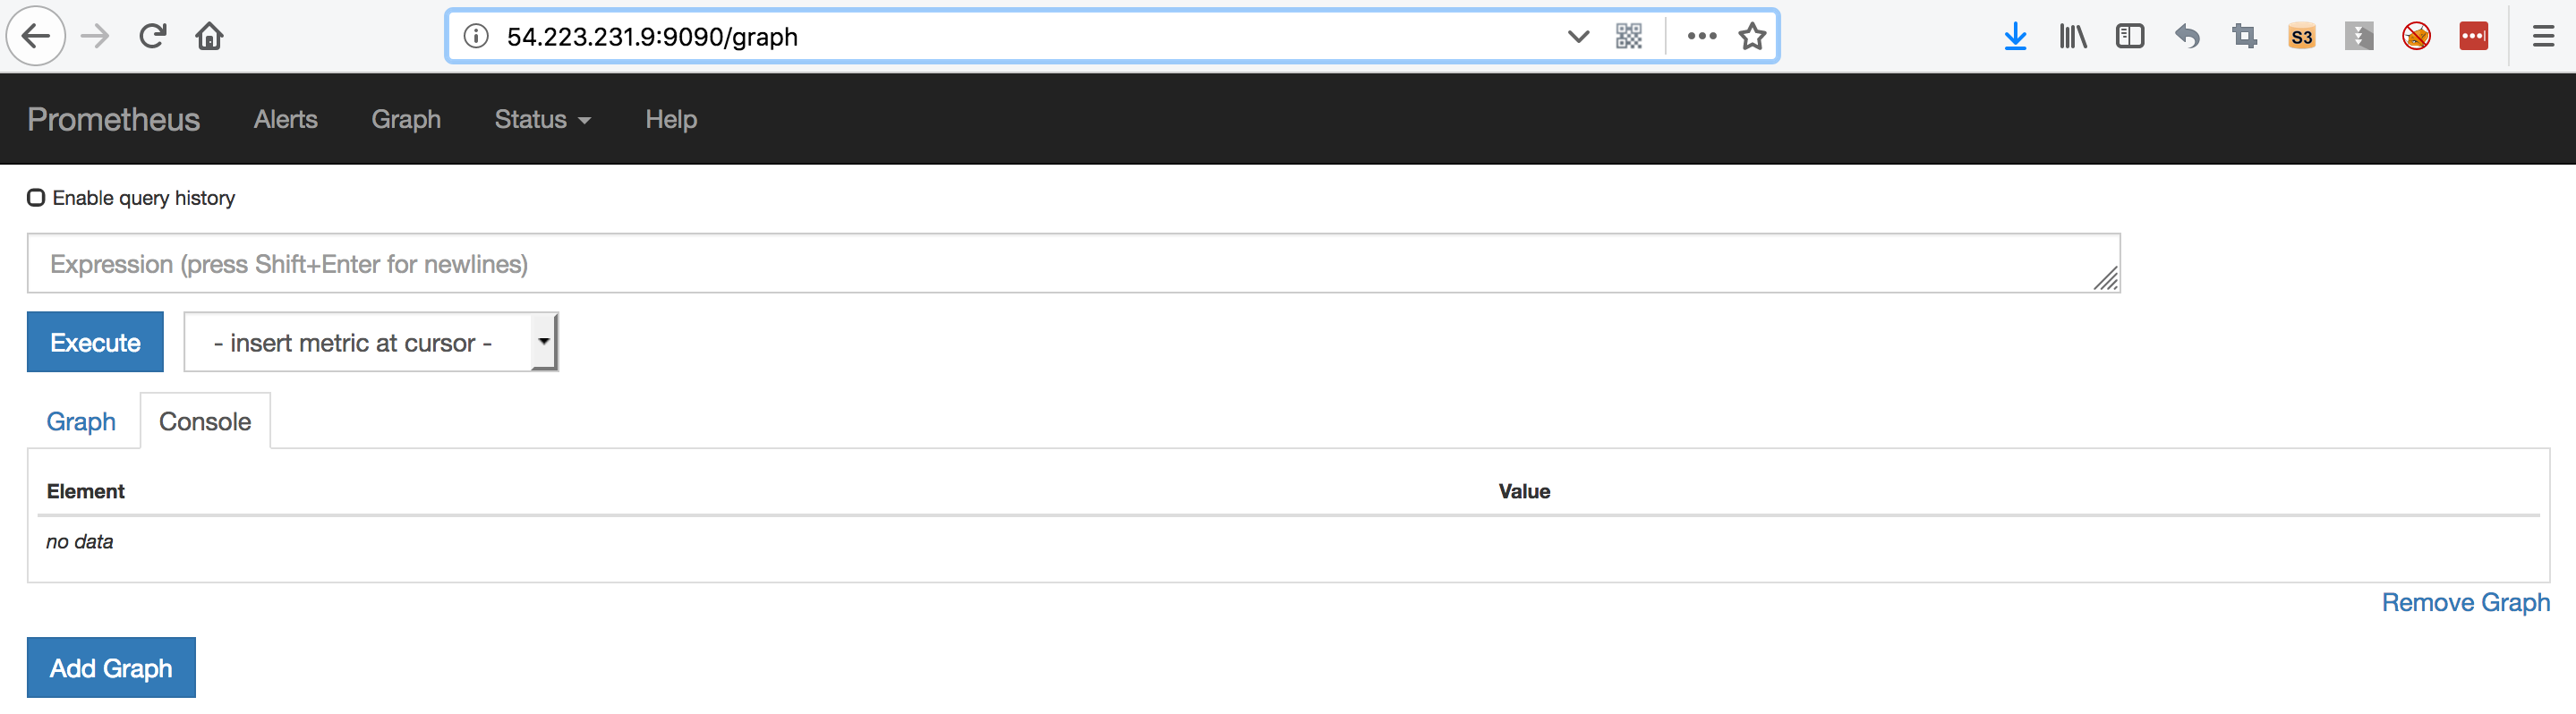 54.223.231.9:9090/graph
S3
Prometheus Alerts Graph Status Help
Enable query history
Expression (press Shift+Enter for newlines)
Execute - insert metric at cursor -
Graph Console
Element Value
no data
Remove Graph
Add Graph